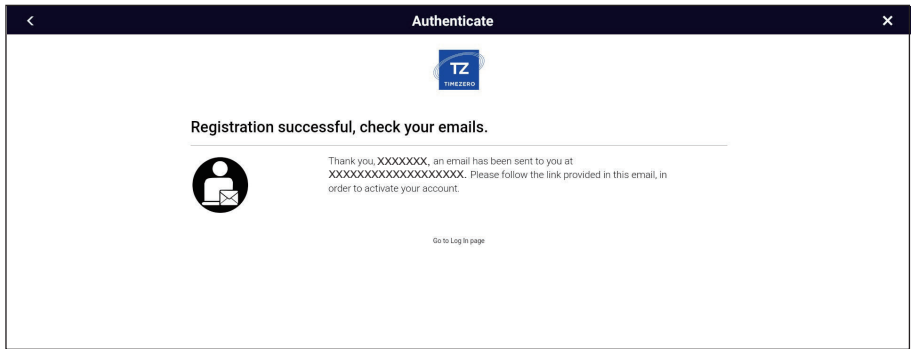 Authenticate
TZ
TIMEZERO
Registration successful, check your emails.
Thank you, XXXXXXX, an email has been sent to you at
XXXXXXXXXXXXXXXXXXX. Please follow the link provided in this email, in
order to activate your account.
Go to Log In page